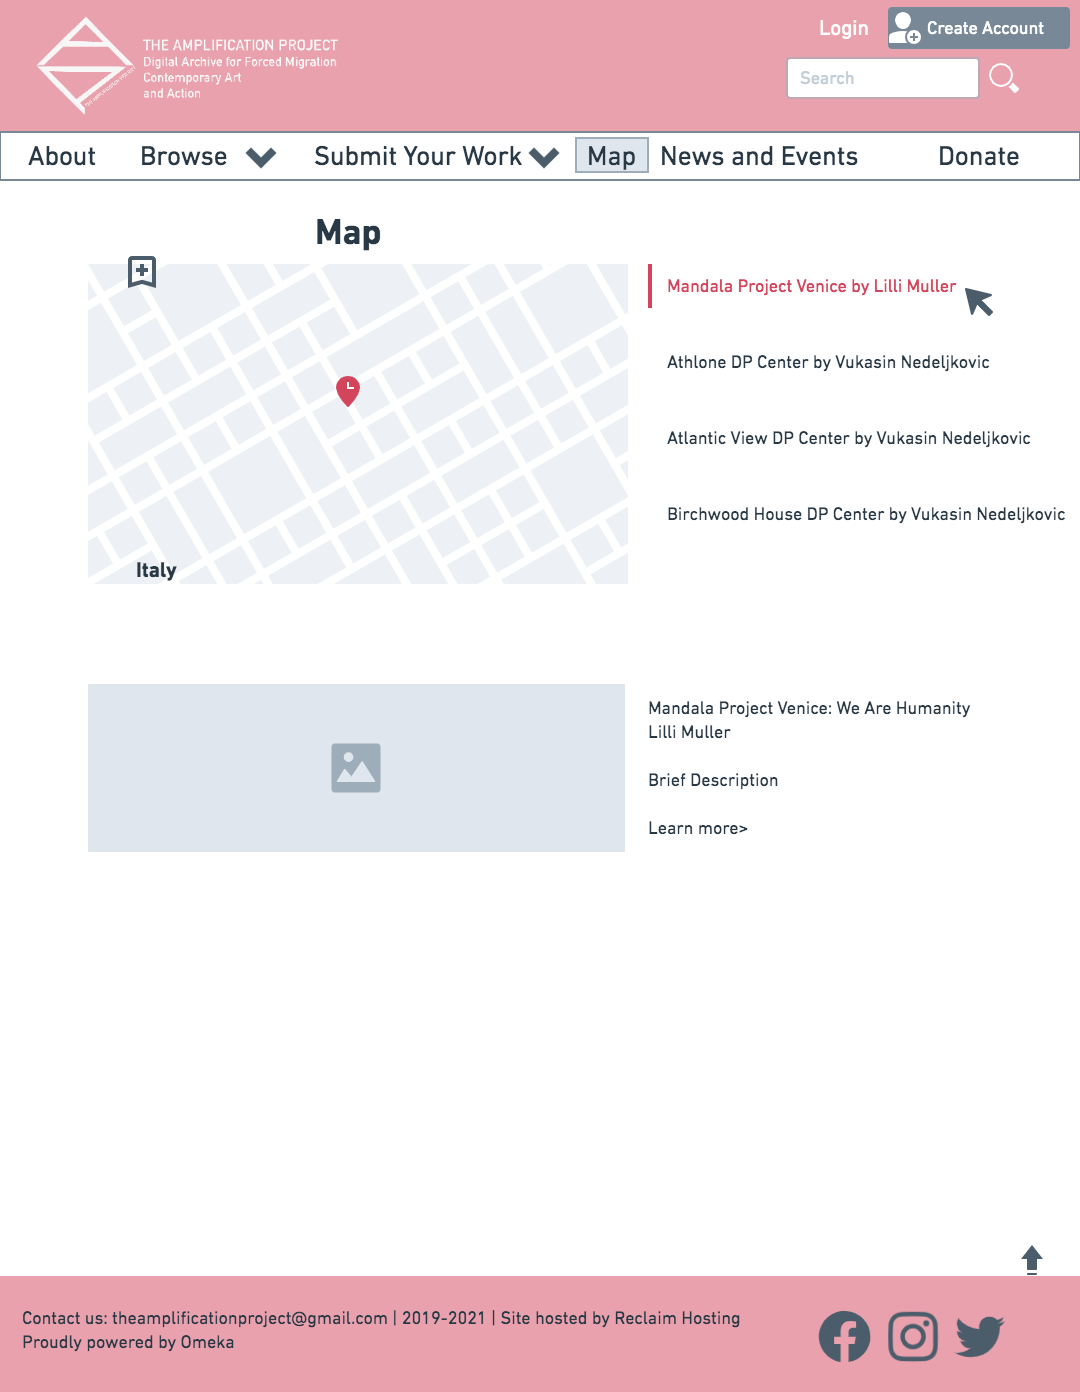 Login
Create Account
THE AMPLIFICATION PROJECT
Digital Archive for Forced Migration
Contemporary Art
and Action
THE AMPLIFICATION PROJECT
Search
About
Browse
Submit Your Work
Map
News and Events
Donate
Map
Mandala Project Venice by Lilli Muller
Athlone DP Center by Vukasin Nedeljkovic
Atlantic View DP Center by Vukasin Nedeljkovic
Birchwood House DP Center by Vukasin Nedeljkovic
Italy
Mandala Project Venice: We Are Humanity
Lilli Muller
Brief Description
Learn more>
Contact us: theamplificationproject@gmail.com | 2019-2021 | Site hosted by Reclaim Hosting
Proudly powered by Omeka